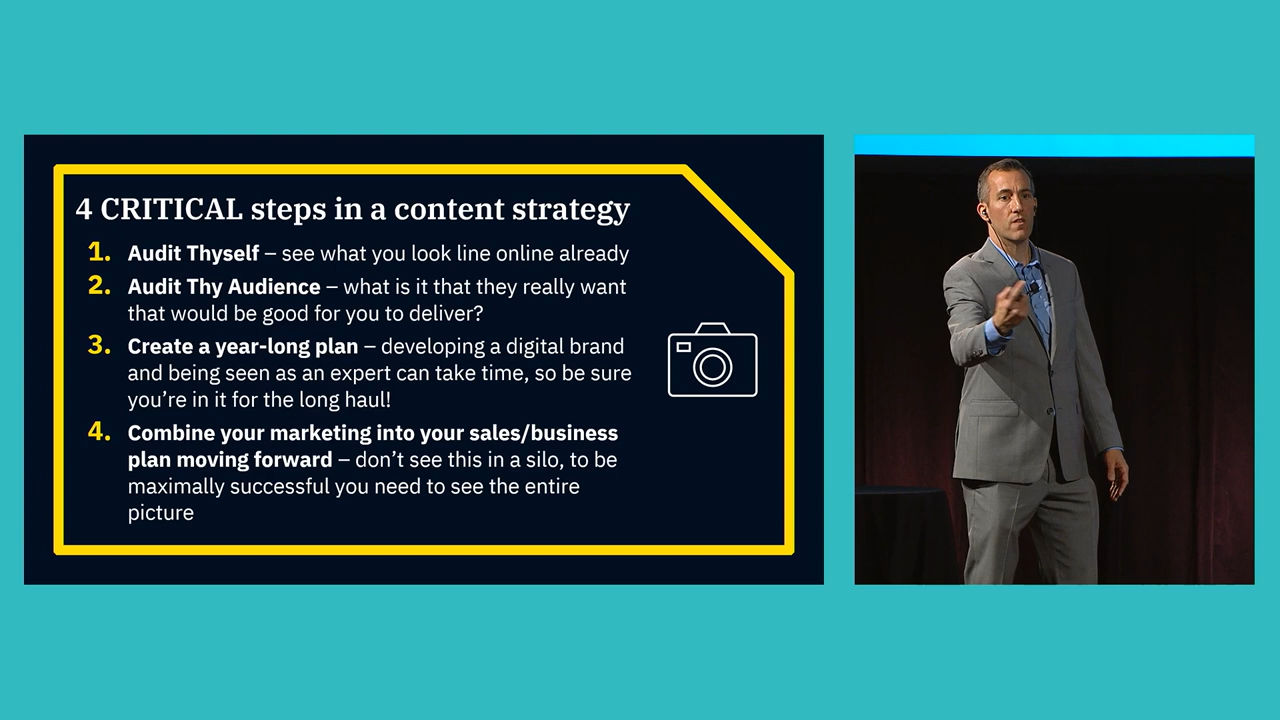 4 CRITICAL steps in a content strategy
1. Audit Thyself – see what you look line online already
2. Audit Thy Audience – what is it that they really want
that would be good for you to deliver?
3. Create a year-long plan – developing a digital brand
and being seen as an expert can take time, so be sure
you’re in it for the long haul!
4. Combine your marketing into your sales/business
plan moving forward – don’t see this in a silo, to be
maximally successful you need to see the entire
picture